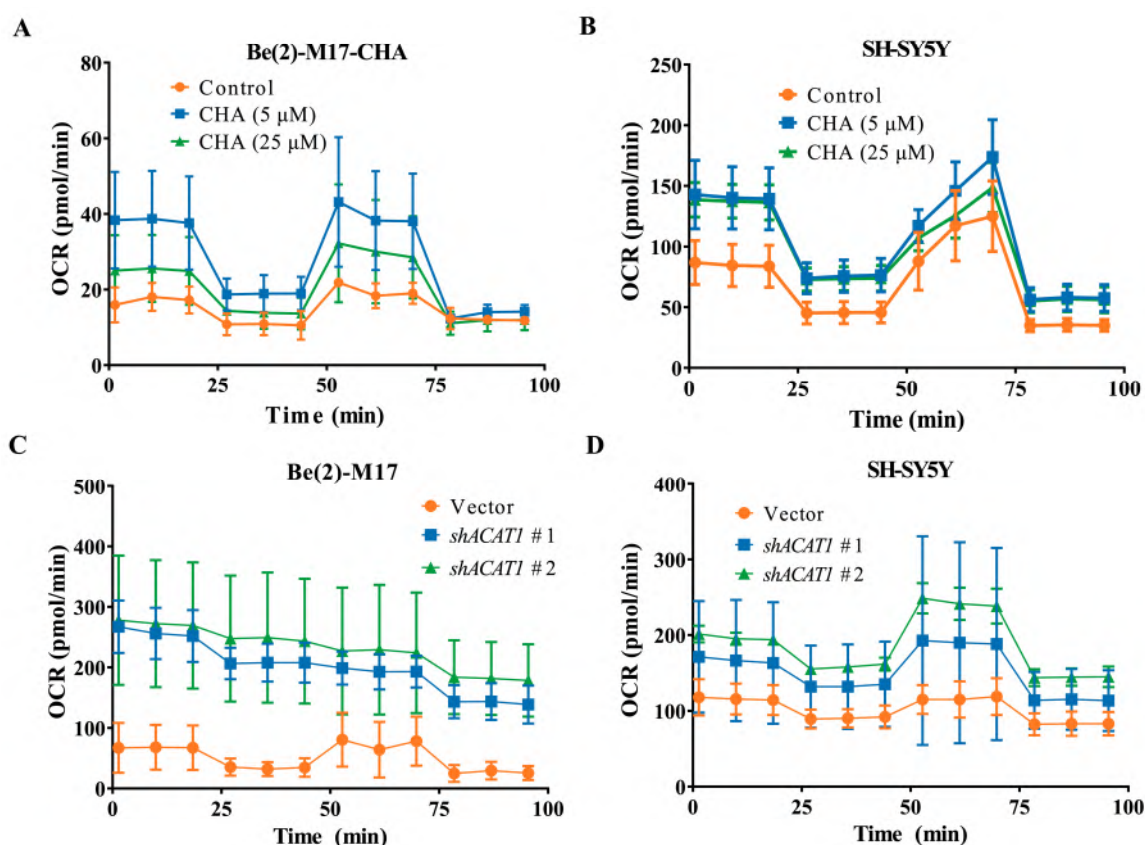 A
Be(2)-M17-CHA
Control
CHA (5 μM)
CHA (25 μM)
OCR (pmol/min)
80
60
40
20
0
0 25 50 75 100
Time (min)
B
SH-SY5Y
Control
CHA (5 μM)
CHA (25 μM)
OCR (pmol/min)
250
200
150
100
50
0
0 25 50 75 100
Time (min)
C
Be(2)-M17
Vector
shACAT1 #1
shACAT1 #2
OCR (pmol/min)
500
400
300
200
100
0
0 25 50 75 100
Time (min)
D
SH-SY5Y
Vector
shACAT1 #1
shACAT1 #2
OCR (pmol/min)
400
300
200
100
0
0 25 50 75 100
Time (min)